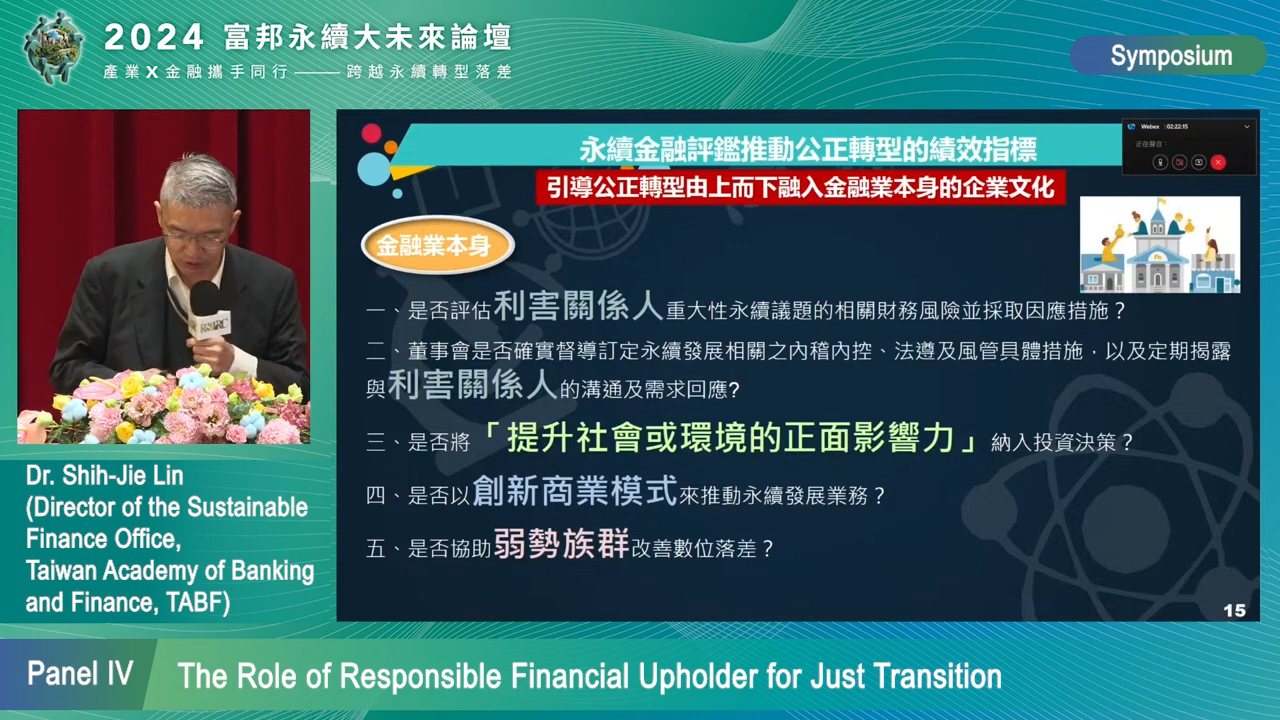 2024 富邦永續大未來論壇
產業X金融攜手同行——跨越永續轉型落差
Symposium
永續金融評鑑推動公正轉型的績效指標
Webex 02:22:15
正在聲言：
引導公正轉型由上而下融入金融業本身的企業文化
金融業本身
一、是否評估利害關係人重大性永續議題的相關財務風險並採取因應措施？
二、董事會是否確實督導訂定永續發展相關之內稽內控、法遵及風管具體措施，以及定期揭露
與利害關係人的溝通及需求回應?
三、是否將「提升社會或環境的正面影響力」納入投資決策？
四、是否以創新商業模式來推動永續發展業務？
五、是否協助弱勢族群改善數位落差？
15
Dr. Shih-Jie Lin
(Director of the Sustainable
Finance Office,
Taiwan Academy of Banking
and Finance, TABF)
Panel IV
The Role of Responsible Financial Upholder for Just Transition